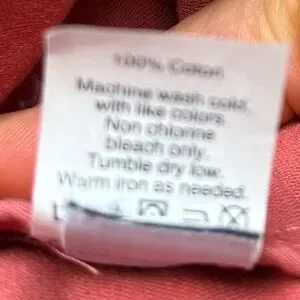 100% Cotton
Machine wash cold,
with like colors.
Non chlorine
bleach only.
Tumble dry low.
Warm iron as needed.